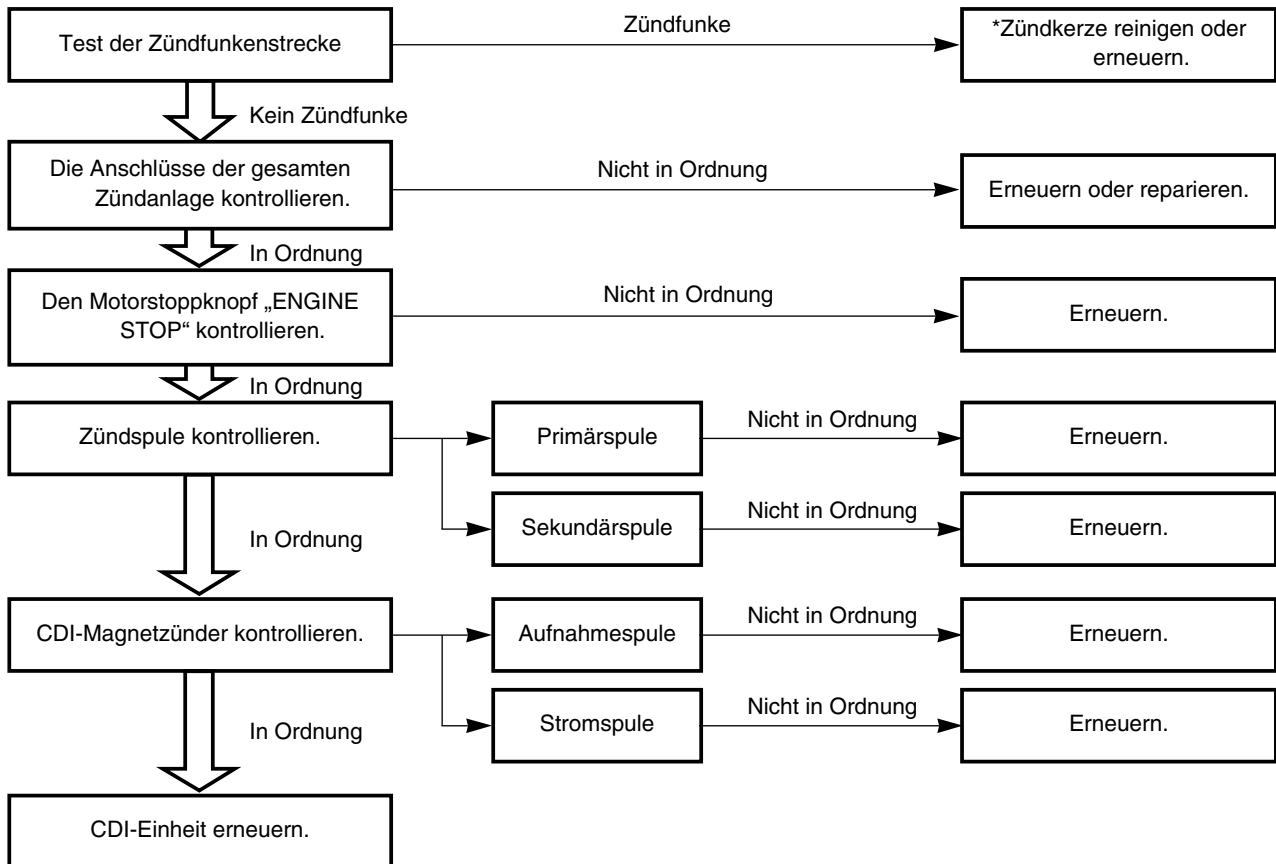 Test der Zündfunkenstrecke
Zündfunke
*Zündkerze reinigen oder
erneuern.
Kein Zündfunke
Die Anschlüsse der gesamten
Zündanlage kontrollieren.
Nicht in Ordnung
Erneuern oder reparieren.
In Ordnung
Den Motorstoppknopf „ENGINE
STOP“ kontrollieren.
Nicht in Ordnung
Erneuern.
In Ordnung
Zündspule kontrollieren.
Primärspule
Nicht in Ordnung
Erneuern.
Sekundärspule
Nicht in Ordnung
Erneuern.
In Ordnung
CDI-Magnetzünder kontrollieren.
Aufnahmespule
Nicht in Ordnung
Erneuern.
Stromspule
Nicht in Ordnung
Erneuern.
In Ordnung
CDI-Einheit erneuern.